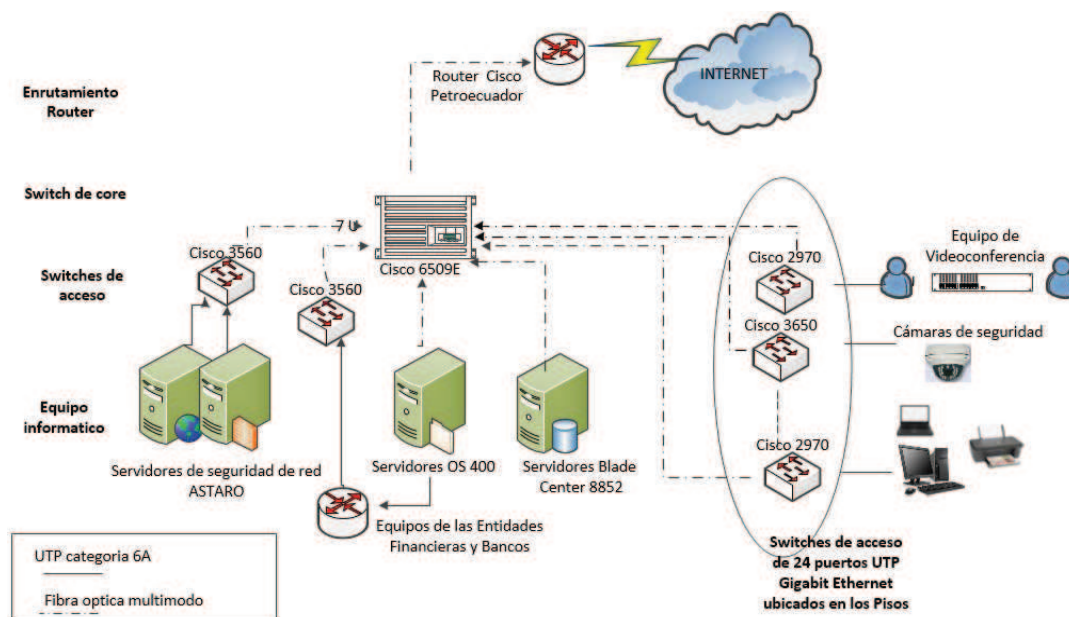 INTERNET
Router Cisco
Petroecuador
Enrutamiento
Router
Switch de core
7 U
Cisco 6509E
Switches de
acceso
Cisco 3560
Cisco 3560
Cisco 2970
Equipo de
Videoconferencia
Cisco 3650
Cámaras de seguridad
Equipo
informatico
Cisco 2970
Servidores de seguridad de red
ASTARO
Servidores OS 400
Servidores Blade
Center 8852
Equipos de las Entidades
Financieras y Bancos
Switches de acceso
de 24 puertos UTP
Gigabit Ethernet
ubicados en los Pisos
UTP categoria 6A
Fibra optica multimodo